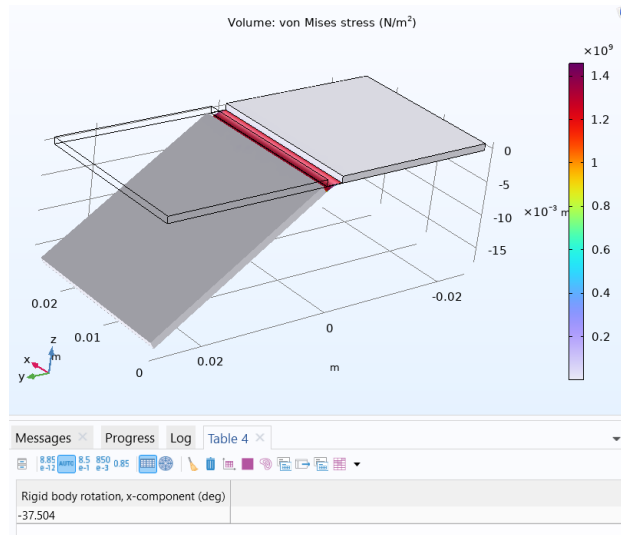 Volume: von Mises stress (N/m²)
×10⁹
1.4
1.2
1
0.8
0.6
0.4
0.2
0
-5
-10
×10⁻³ m
-15
-0.02
0
0.02
m
0.02
0.01
0
m
z
x
y
Messages × Progress Log Table 4 ×
8.85 e-12 AUTO 8.5 e-1 850 e-3 0.85
Rigid body rotation, x-component (deg)
-37.504